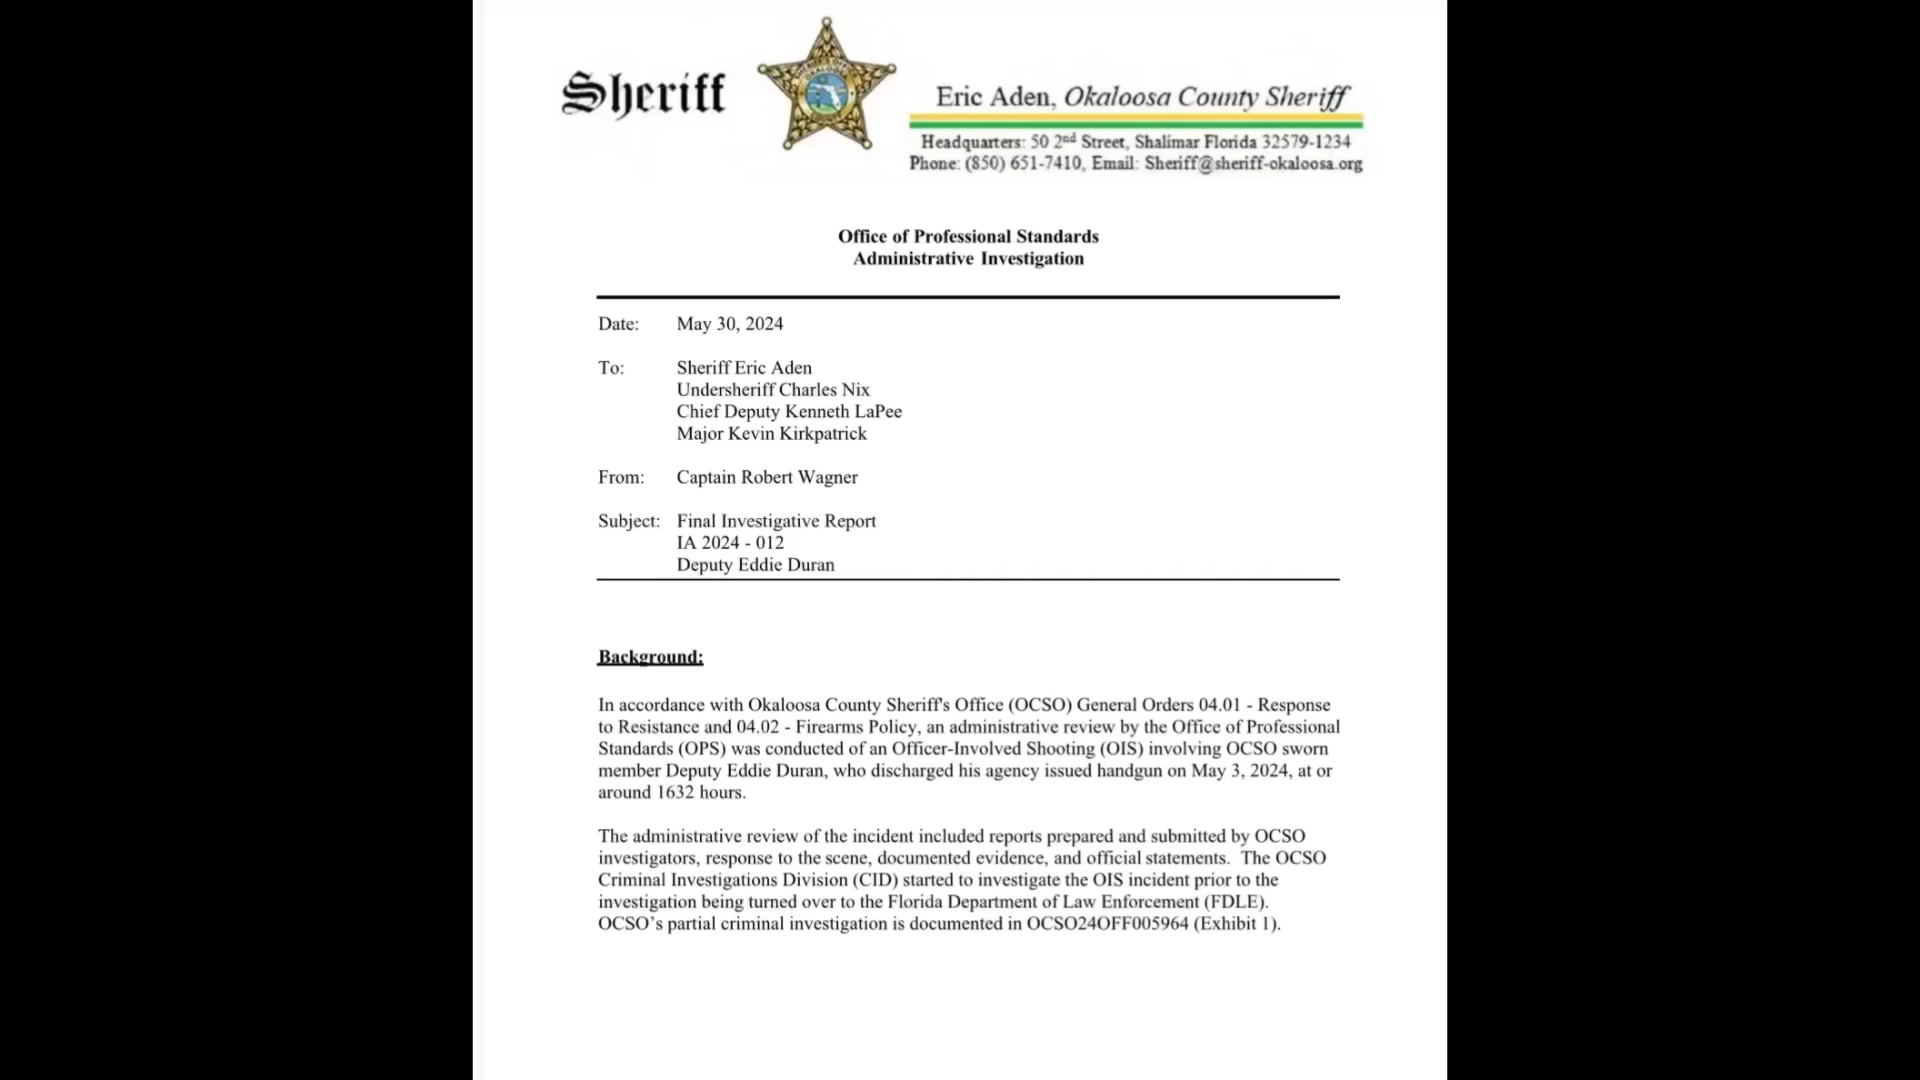 Sheriff
Eric Aden, Okaloosa County Sheriff
Headquarters: 50 2nd Street, Shalimar Florida 32579-1234
Phone: (850) 651-7410, Email: Sheriff@sheriff-okaloosa.org
Office of Professional Standards
Administrative Investigation
Date: May 30, 2024
To: Sheriff Eric Aden
Undersheriff Charles Nix
Chief Deputy Kenneth LaPee
Major Kevin Kirkpatrick
From: Captain Robert Wagner
Subject: Final Investigative Report
IA 2024 - 012
Deputy Eddie Duran
Background:
In accordance with Okaloosa County Sheriff's Office (OCSO) General Orders 04.01 - Response
to Resistance and 04.02 - Firearms Policy, an administrative review by the Office of Professional
Standards (OPS) was conducted of an Officer-Involved Shooting (OIS) involving OCSO sworn
member Deputy Eddie Duran, who discharged his agency issued handgun on May 3, 2024, at or
around 1632 hours.
The administrative review of the incident included reports prepared and submitted by OCSO
investigators, response to the scene, documented evidence, and official statements.  The OCSO
Criminal Investigations Division (CID) started to investigate the OIS incident prior to the
investigation being turned over to the Florida Department of Law Enforcement (FDLE).
OCSO’s partial criminal investigation is documented in OCSO24OFF005964 (Exhibit 1).